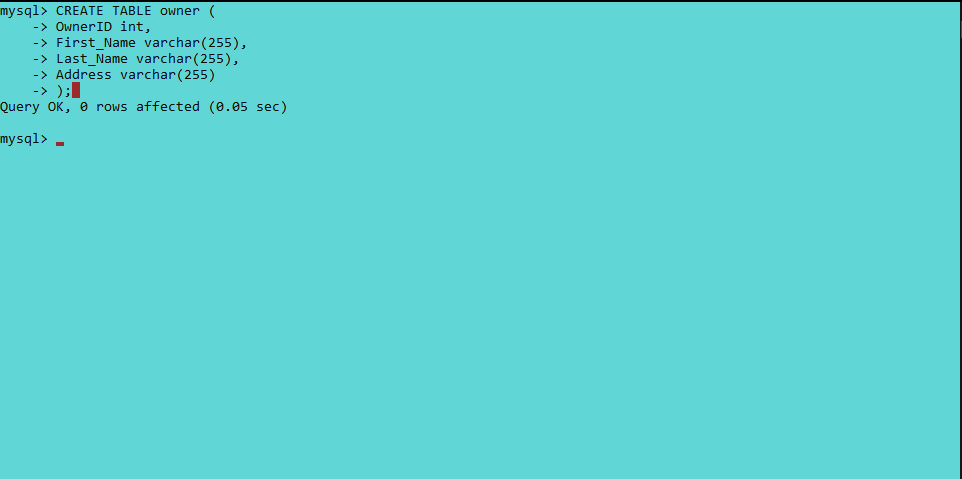 mysql> CREATE TABLE owner (
    -> OwnerID int,
    -> First_Name varchar(255),
    -> Last_Name varchar(255),
    -> Address varchar(255)
    -> );
Query OK, 0 rows affected (0.05 sec)
mysql>